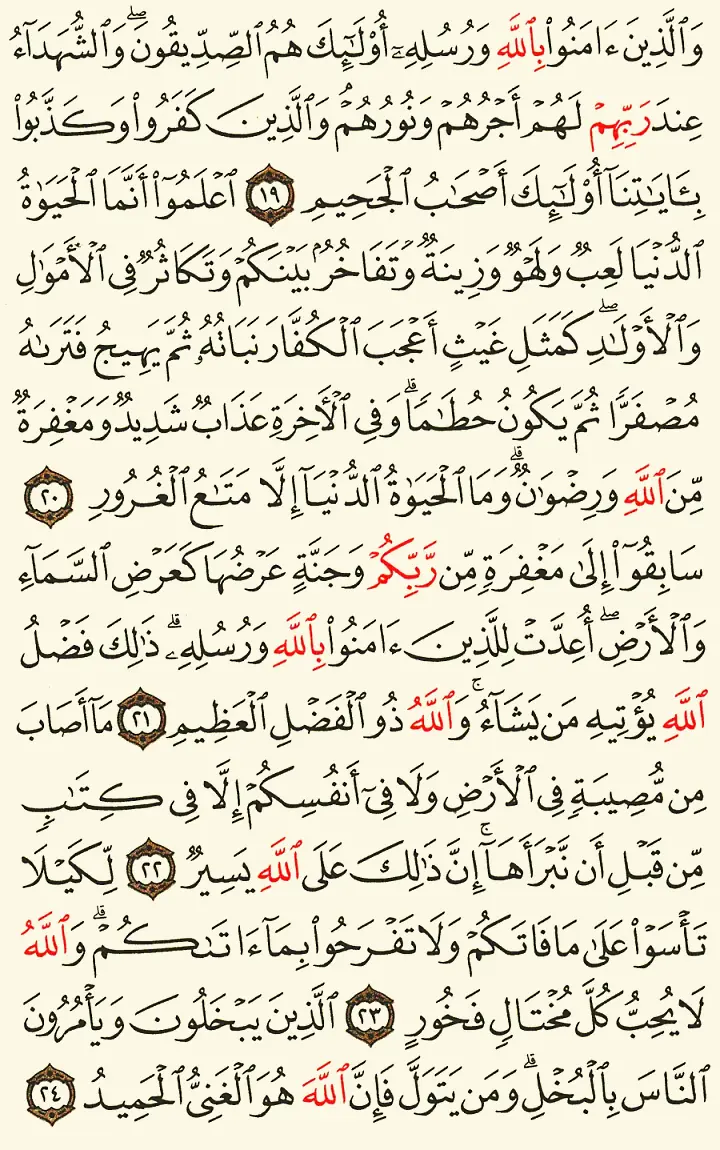 وَٱلَّذِينَ ءَامَنُوا۟ بِٱللَّهِ وَرُسُلِهِۦٓ أُو۟لَـٰٓئِكَ هُمُ ٱلصِّدِّيقُونَ ۖ وَٱلشُّهَدَآءُ
عِندَ رَبِّهِمْ لَهُمْ أَجْرُهُمْ وَنُورُهُمْ ۖ وَٱلَّذِينَ كَفَرُوا۟ وَكَذَّبُوا۟
بِـَٔايَـٰتِنَآ أُو۟لَـٰٓئِكَ أَصْحَـٰبُ ٱلْجَحِيمِ ١٩ ٱعْلَمُوٓا۟ أَنَّمَا ٱلْحَيَوٰةُ
ٱلدُّنْيَا لَعِبٌ وَلَهْوٌ وَزِينَةٌ وَتَفَاخُرٌۢ بَيْنَكُمْ وَتَكَاثُرٌ فِى ٱلْأَمْوَٰلِ
وَٱلْأَوْلَـٰدِ ۖ كَمَثَلِ غَيْثٍ أَعْجَبَ ٱلْكُفَّارَ نَبَاتُهُۥ ثُمَّ يَهِيجُ فَتَرَىٰهُ
مُصْفَرًّا ثُمَّ يَكُونُ حُطَـٰمًا ۖ وَفِى ٱلْـَٔاخِرَةِ عَذَابٌ شَدِيدٌ وَمَغْفِرَةٌ
مِّنَ ٱللَّهِ وَرِضْوَٰنٌ ۚ وَمَا ٱلْحَيَوٰةُ ٱلدُّنْيَآ إِلَّا مَتَـٰعُ ٱلْغُرُورِ ٢٠
سَابِقُوٓا۟ إِلَىٰ مَغْفِرَةٍ مِّن رَّبِّكُمْ وَجَنَّةٍ عَرْضُهَا كَعَرْضِ ٱلسَّمَآءِ
وَٱلْأَرْضِ ۖ أُعِدَّتْ لِلَّذِينَ ءَامَنُوا۟ بِٱللَّهِ وَرُسُلِهِۦ ۗ ذَٰلِكَ فَضْلُ
ٱللَّهِ يُؤْتِيهِ مَن يَشَآءُ ۚ وَٱللَّهُ ذُو ٱلْفَضْلِ ٱلْعَظِيمِ ٢١ مَآ أَصَابَ
مِن مُّصِيبَةٍ فِى ٱلْأَرْضِ وَلَا فِىٓ أَنفُسِكُمْ إِلَّا فِى كِتَـٰبٍ
مِّن قَبْلِ أَن نَّبْرَأَهَآ ۚ إِنَّ ذَٰلِكَ عَلَى ٱللَّهِ يَسِيرٌ ٢٢ لِّكَيْلَا
تَأْسَوْا۟ عَلَىٰ مَا فَاتَكُمْ وَلَا تَفْرَحُوا۟ بِمَآ ءَاتَىٰكُمْ ۗ وَٱللَّهُ
لَا يُحِبُّ كُلَّ مُخْتَالٍ فَخُورٍ ٢٣ ٱلَّذِينَ يَبْخَلُونَ وَيَأْمُرُونَ
ٱلنَّاسَ بِٱلْبُخْلِ ۗ وَمَن يَتَوَلَّ فَإِنَّ ٱللَّهَ هُوَ ٱلْغَنِىُّ ٱلْحَمِيدُ ٢٤